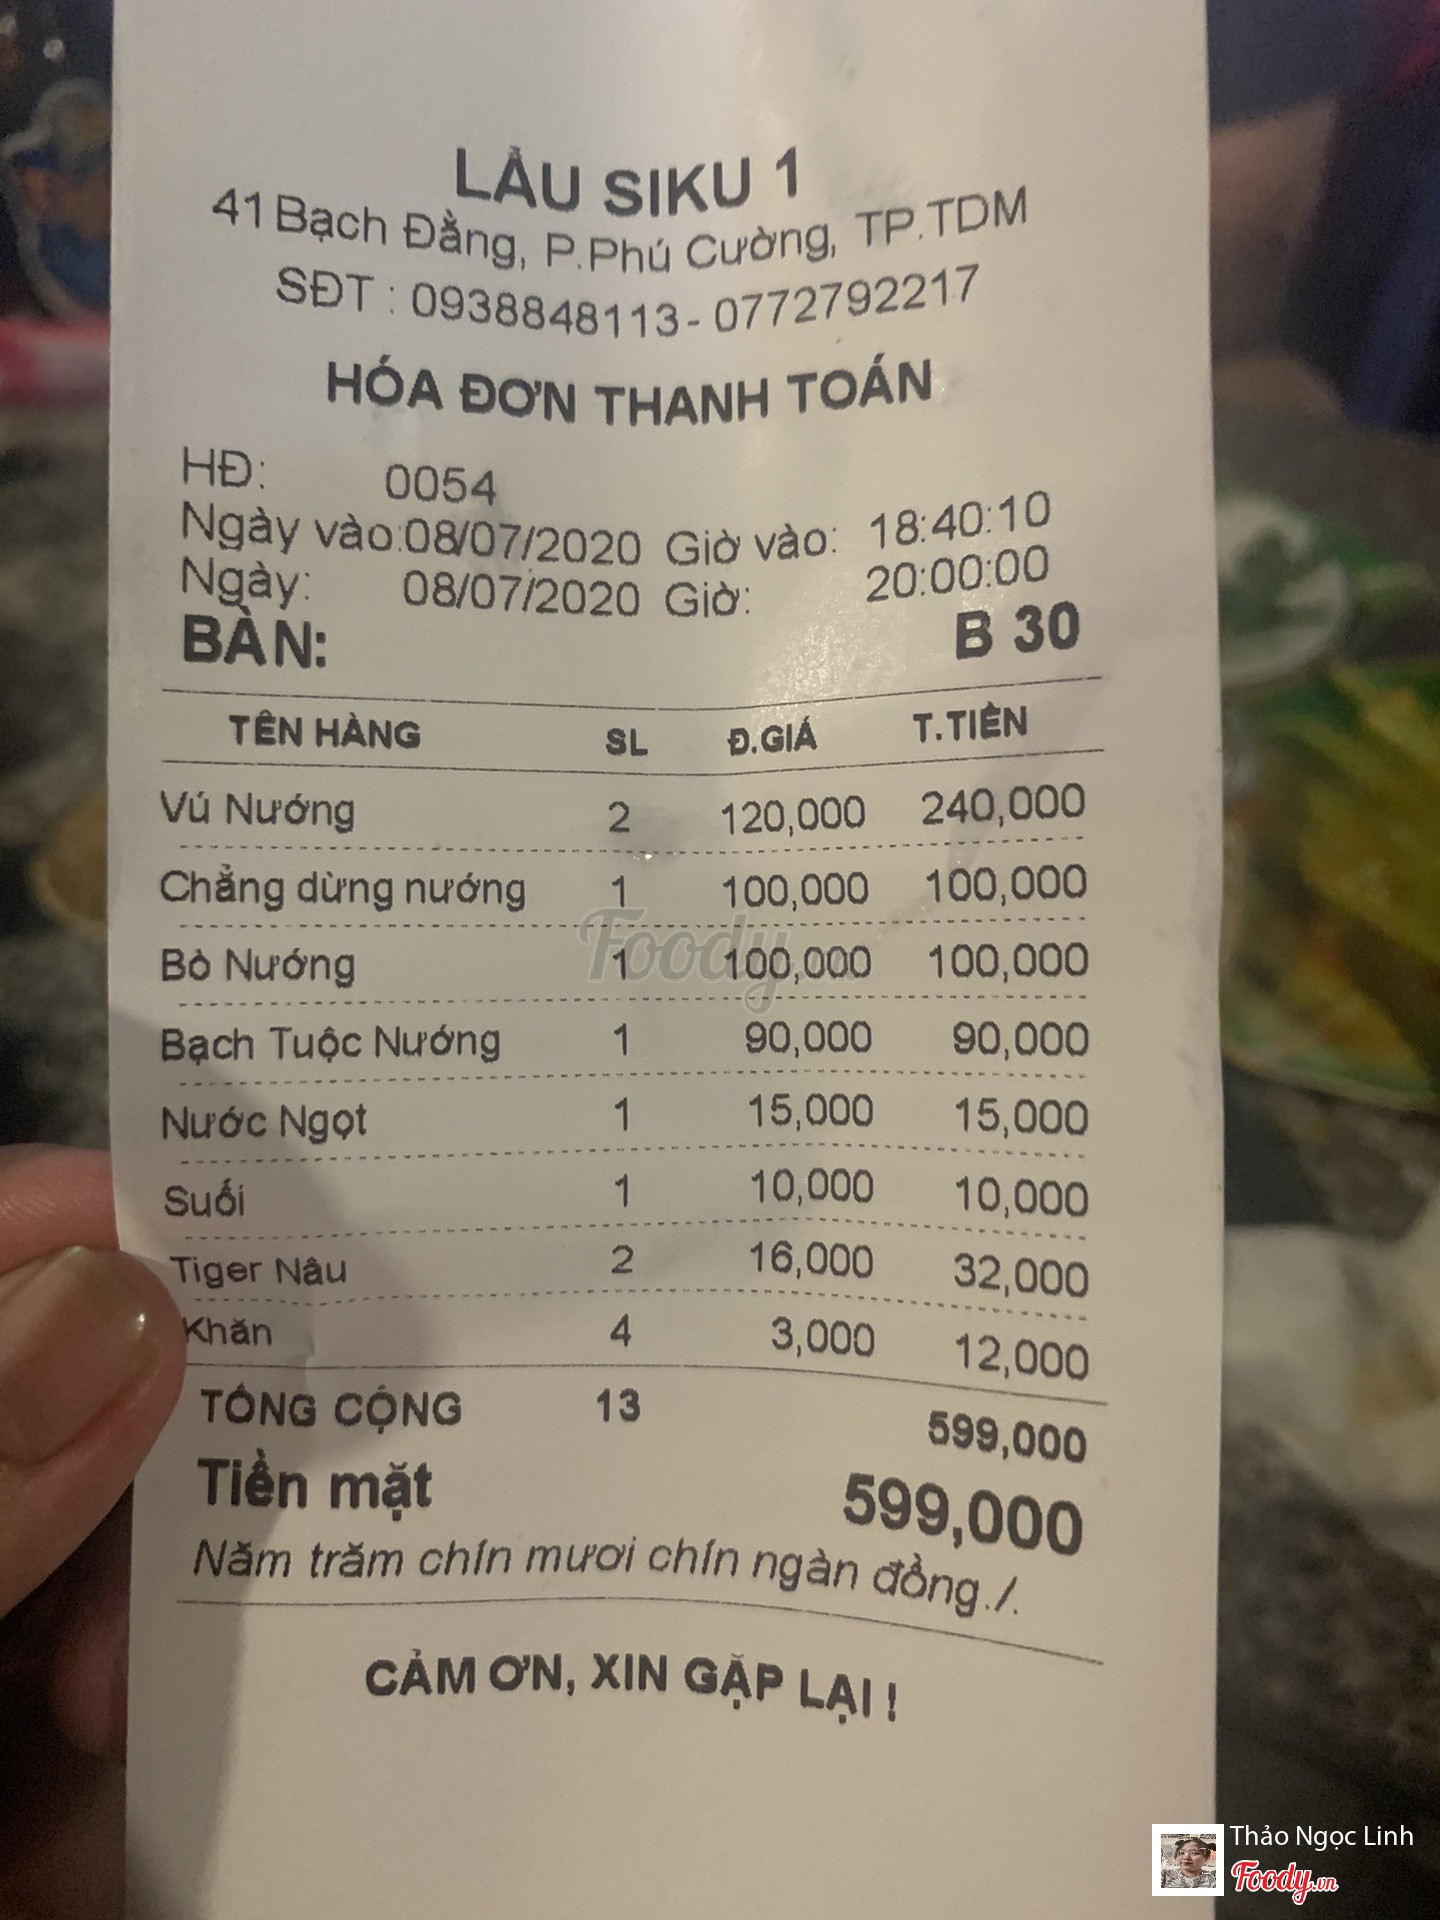 LẨU SIKU 1
41 Bạch Đằng, P.Phú Cường, TP.TDM
SĐT : 0938848113- 0772792217
HÓA ĐƠN THANH TOÁN
HĐ: 0054
Ngày vào:08/07/2020 Giờ vào: 18:40:10
Ngày: 08/07/2020 Giờ: 20:00:00
BÀN: B 30
TÊN HÀNG SL Đ.GIÁ T.TIỀN
Vú Nướng 2 120,000 240,000
Chẳng dừng nướng 1 100,000 100,000
Bò Nướng 1 100,000 100,000
Bạch Tuộc Nướng 1 90,000 90,000
Nước Ngọt 1 15,000 15,000
Suối 1 10,000 10,000
Tiger Nâu 2 16,000 32,000
Khăn 4 3,000 12,000
TỔNG CỘNG 13 599,000
Tiền mặt 599,000
Năm trăm chín mươi chín ngàn đồng./.
CẢM ƠN, XIN GẶP LẠI !
Foody.vn
Thảo Ngọc Linh
Foody.vn